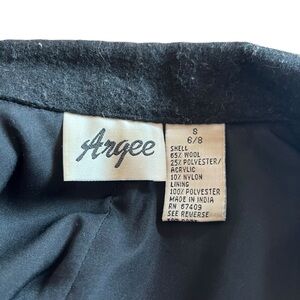 Argee
S
6/8
SHELL
65% WOOL
25% POLYESTER/
ACRYLIC
10% NYLON
LINING
100% POLYESTER
MADE IN INDIA
RN 67409
SEE REVERSE